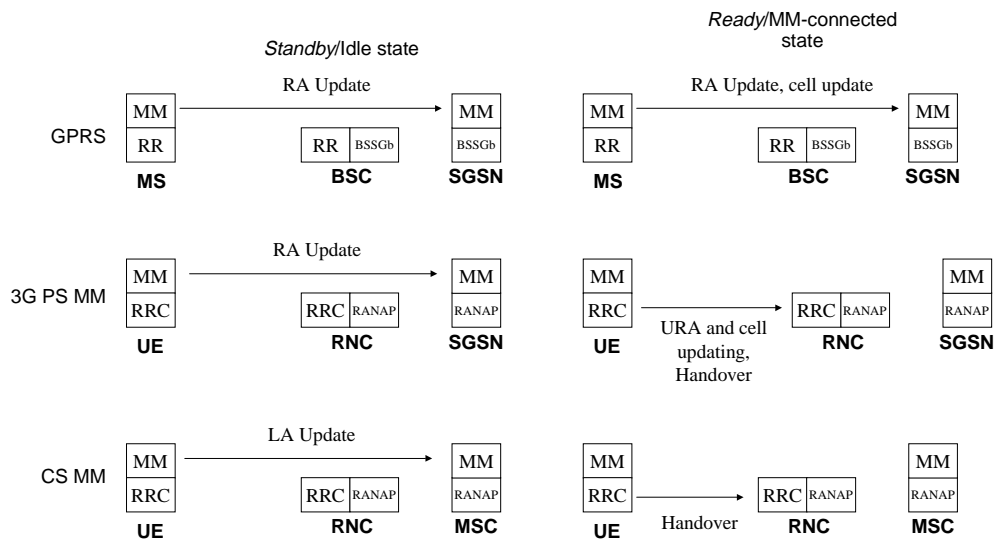 Standby/Idle state
Ready/MM-connected
state
GPRS
RA Update
MM
RR
MS
RR BSSGb
BSC
MM
BSSGb
SGSN
RA Update, cell update
MM
RR
MS
RR BSSGb
BSC
MM
BSSGb
SGSN
3G PS MM
RA Update
MM
RRC
UE
RRC RANAP
RNC
MM
RANAP
SGSN
MM
RRC
UE
URA and cell
updating,
Handover
RRC RANAP
RNC
MM
RANAP
SGSN
CS MM
LA Update
MM
RRC
UE
RRC RANAP
RNC
MM
RANAP
MSC
MM
RRC
UE
Handover
RRC RANAP
RNC
MM
RANAP
MSC